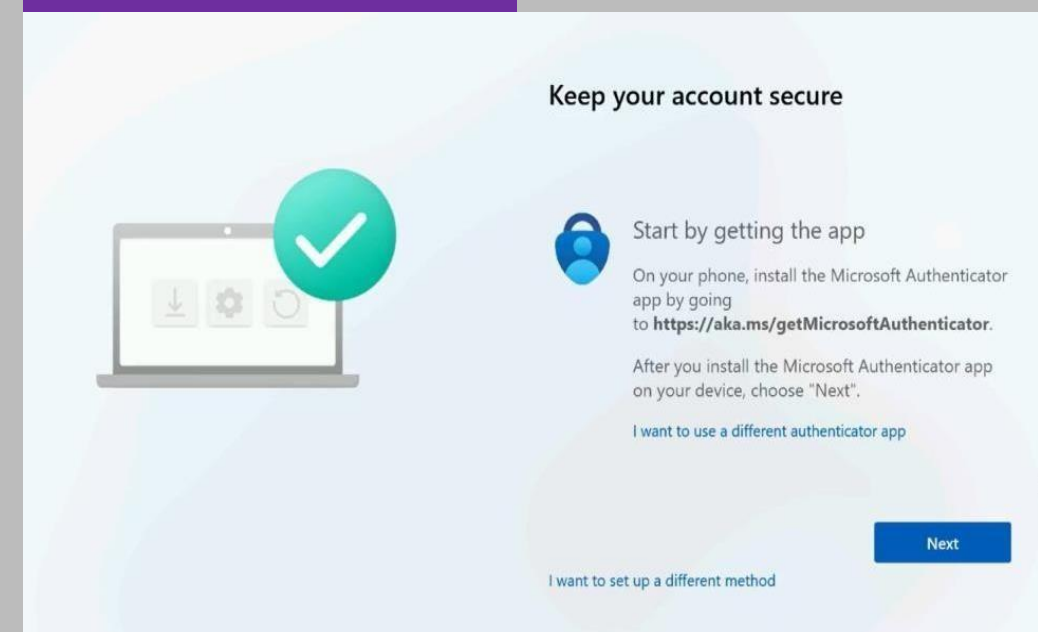 Keep your account secure
Start by getting the app
On your phone, install the Microsoft Authenticator
app by going
to https://aka.ms/getMicrosoftAuthenticator.
After you install the Microsoft Authenticator app
on your device, choose "Next".
I want to use a different authenticator app
Next
I want to set up a different method